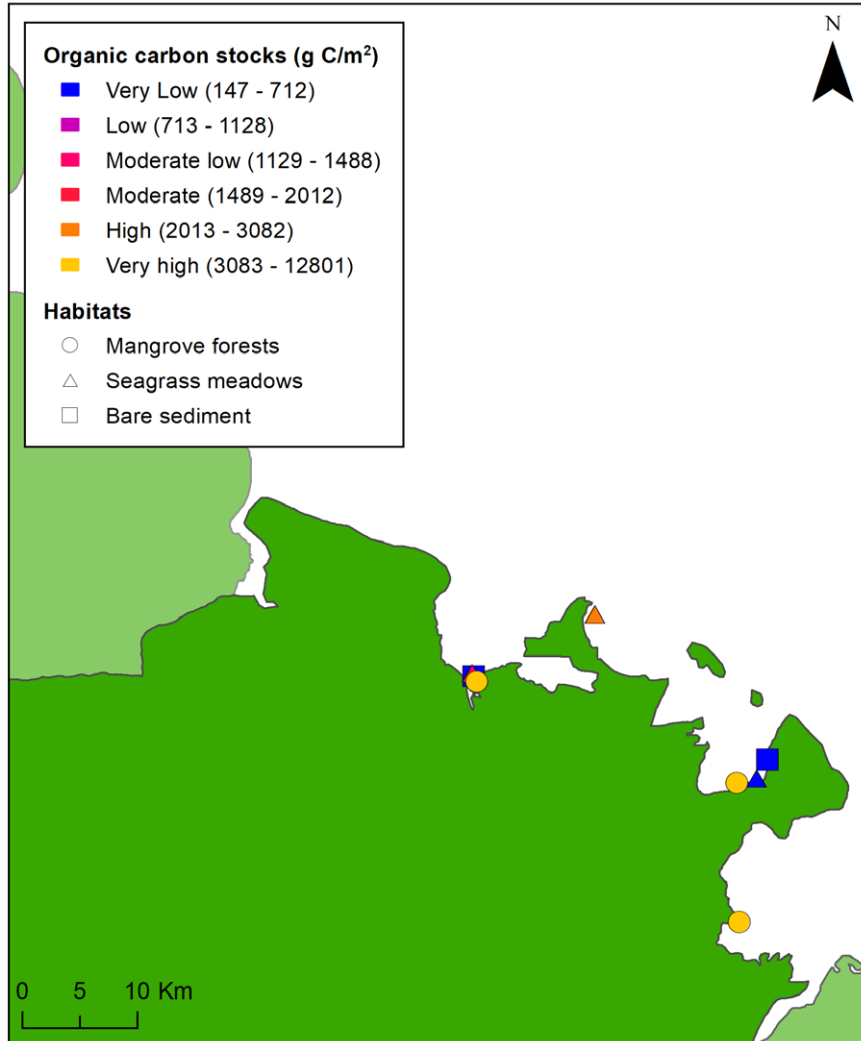 N
Organic carbon stocks (g C/m²)
Very Low (147 - 712)
Low (713 - 1128)
Moderate low (1129 - 1488)
Moderate (1489 - 2012)
High (2013 - 3082)
Very high (3083 - 12801)
Habitats
Mangrove forests
Seagrass meadows
Bare sediment
0 5 10 Km